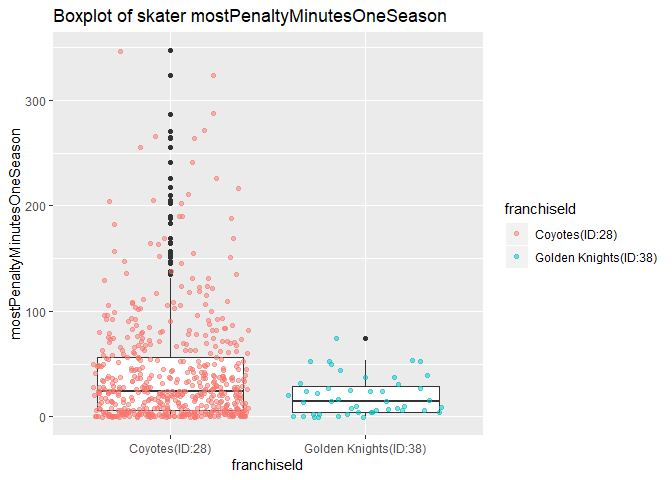 Boxplot of skater mostPenaltyMinutesOneSeason
mostPenaltyMinutesOneSeason
300
200
100
0
Coyotes(ID:28)
Golden Knights(ID:38)
franchiseId
franchiseId
Coyotes(ID:28)
Golden Knights(ID:38)